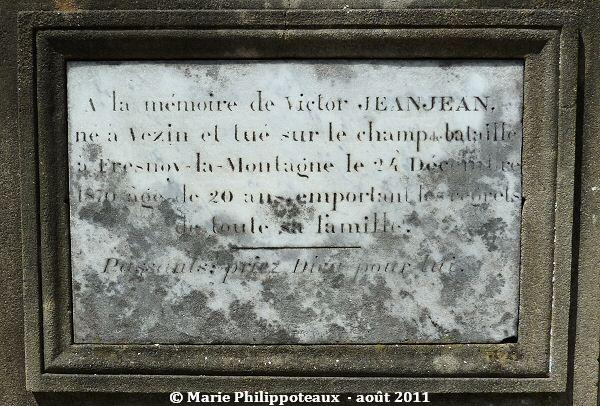 A la mémoire de Victor JEANJEAN,
né à Vezin et tué sur le champ de bataille
à Fresnoy-la-Montagne le 24 Décembre
1870 âgé de 20 ans, emportant les regrets
de toute sa famille.
Passants, priez Dieu pour lui.
© Marie Philippoteaux - août 2011